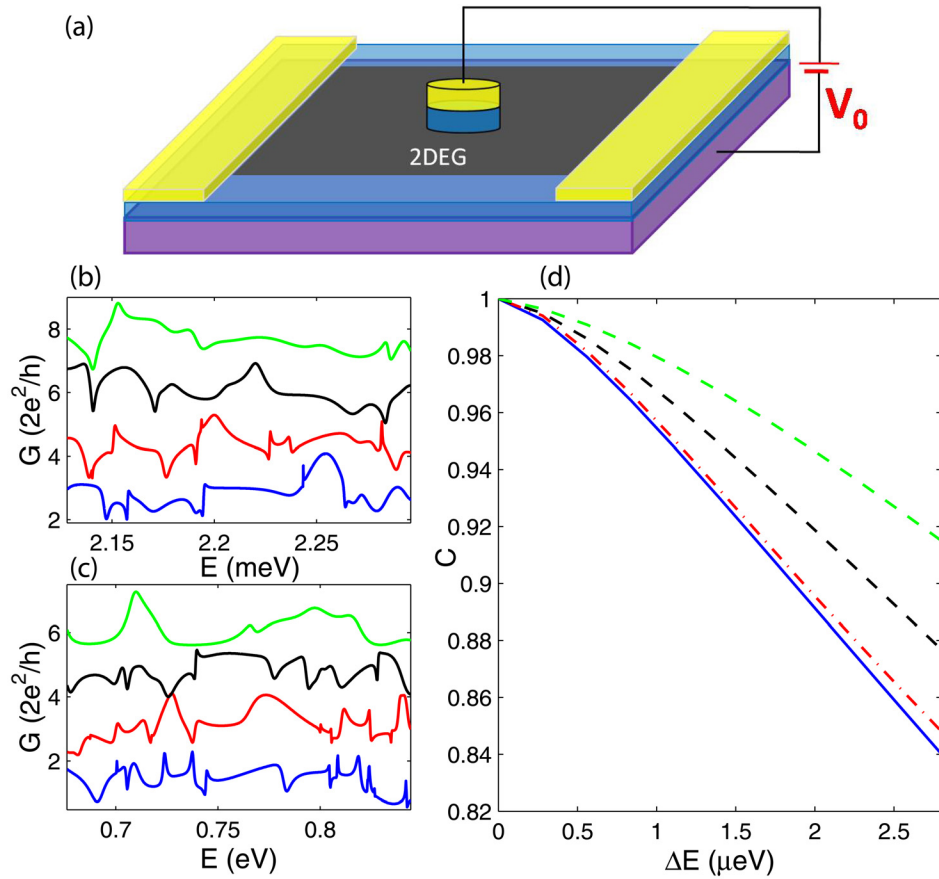 (a)
V0
2DEG
(b)
8
6
4
2
G (2e²/h)
2.15 2.2 2.25
E (meV)
(c)
6
4
2
G (2e²/h)
0.7 0.75 0.8
E (eV)
(d)
1
0.98
0.96
0.94
0.92
0.9
0.88
0.86
0.84
0.82
C
0 0.5 1 1.5 2 2.5
ΔE (μeV)